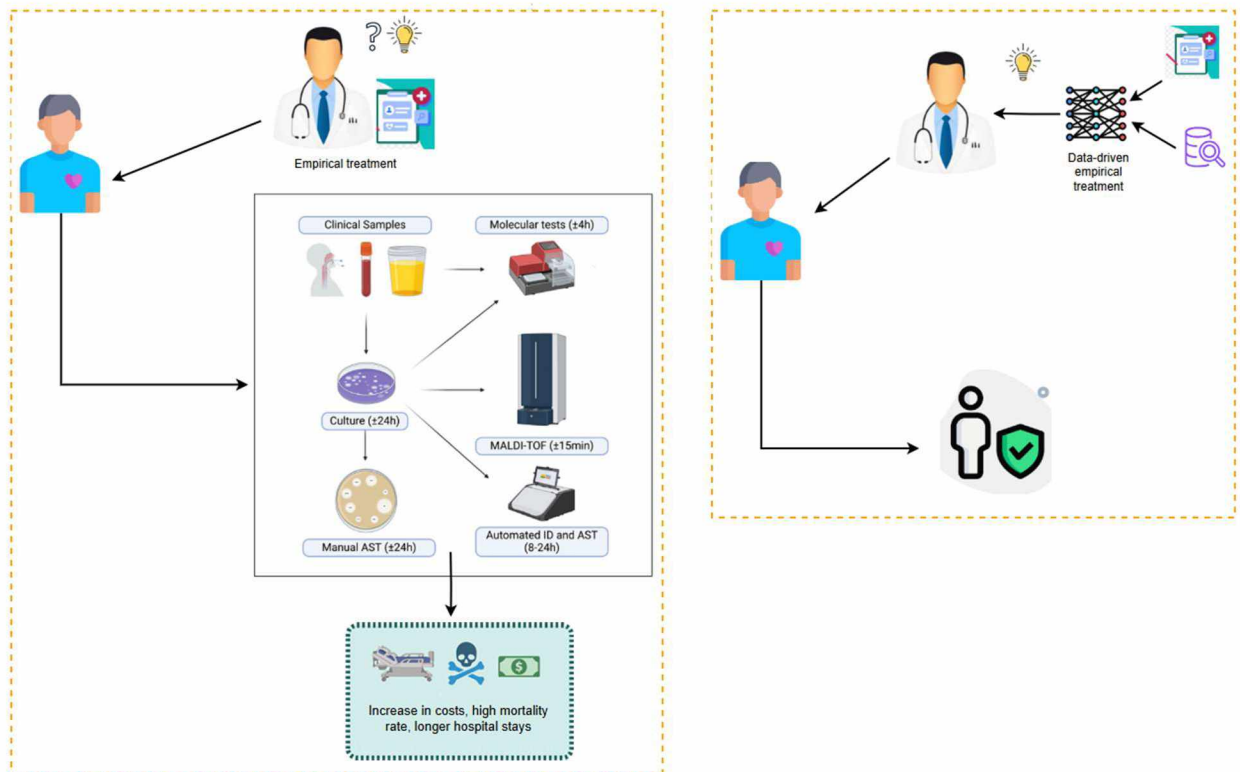 ?
Empirical treatment
Clinical Samples
Molecular tests (±4h)
Culture (±24h)
MALDI-TOF (±15min)
Manual AST (±24h)
Automated ID and AST
(8-24h)
$
Increase in costs, high mortality
rate, longer hospital stays
Data-driven
empirical
treatment